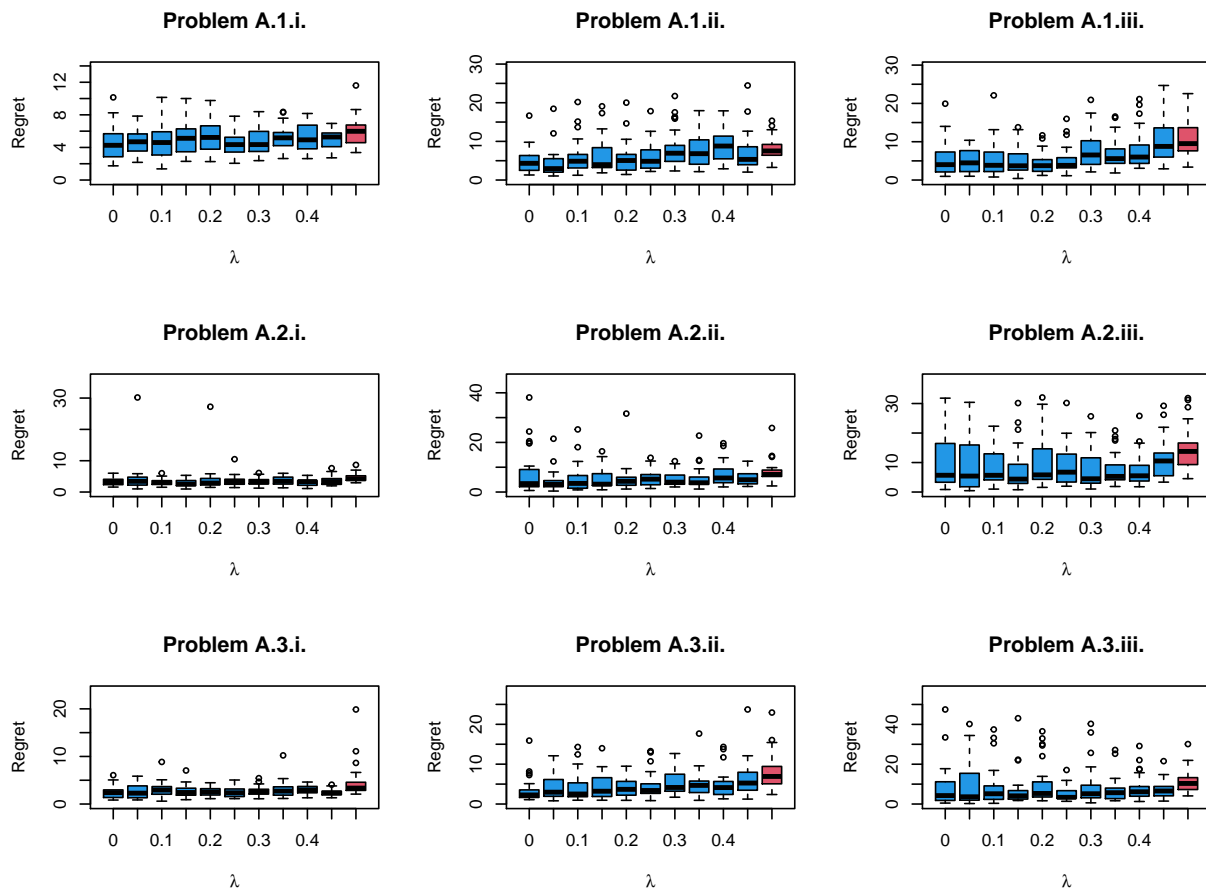 Problem A.1.i.
Regret
0 4 8 12
0 0.1 0.2 0.3 0.4
λ
Problem A.1.ii.
Regret
0 10 20 30
0 0.1 0.2 0.3 0.4
λ
Problem A.1.iii.
Regret
0 10 20 30
0 0.1 0.2 0.3 0.4
λ
Problem A.2.i.
Regret
0 10 30
0 0.1 0.2 0.3 0.4
λ
Problem A.2.ii.
Regret
0 20 40
0 0.1 0.2 0.3 0.4
λ
Problem A.2.iii.
Regret
0 10 30
0 0.1 0.2 0.3 0.4
λ
Problem A.3.i.
Regret
0 10 20
0 0.1 0.2 0.3 0.4
λ
Problem A.3.ii.
Regret
0 10 20
0 0.1 0.2 0.3 0.4
λ
Problem A.3.iii.
Regret
0 20 40
0 0.1 0.2 0.3 0.4
λ